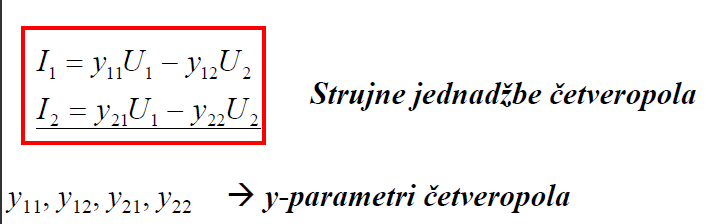 I₁ = y₁₁U₁ − y₁₂U₂
I₂ = y₂₁U₁ − y₂₂U₂
Strujne jednadžbe četveropola
y₁₁, y₁₂, y₂₁, y₂₂ → y-parametri četveropola